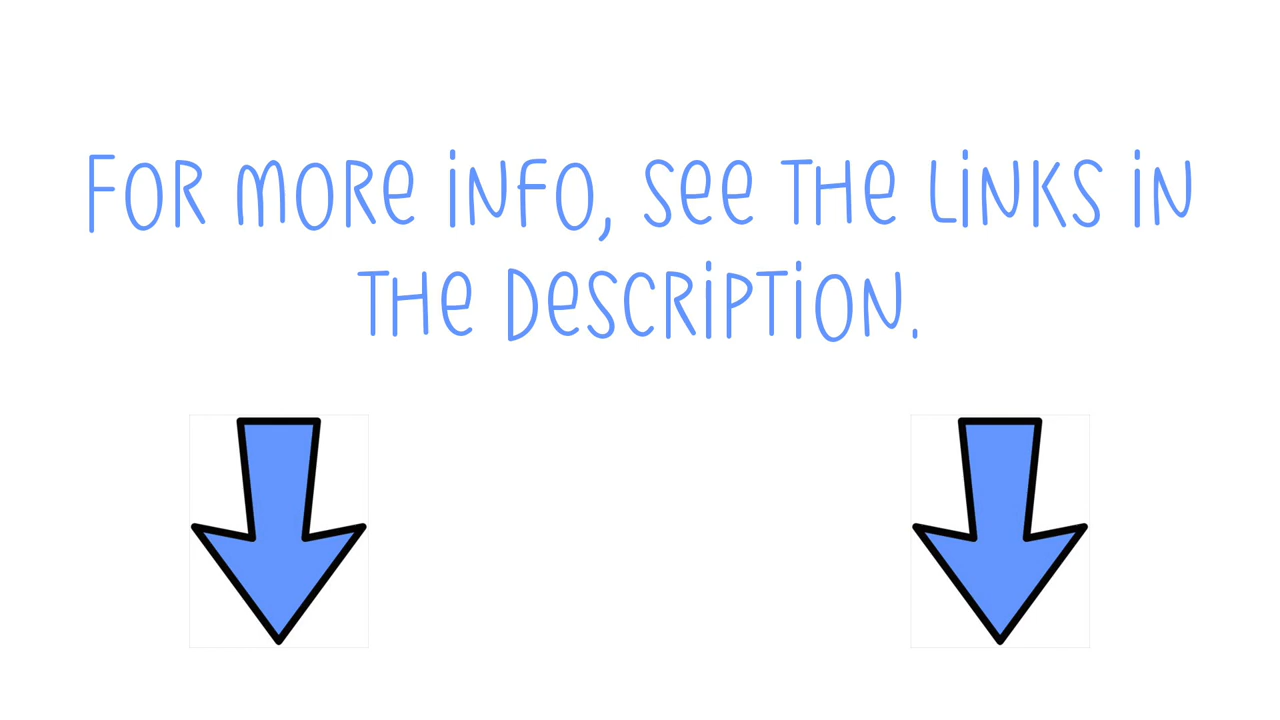 For more info, see the links in
the description.